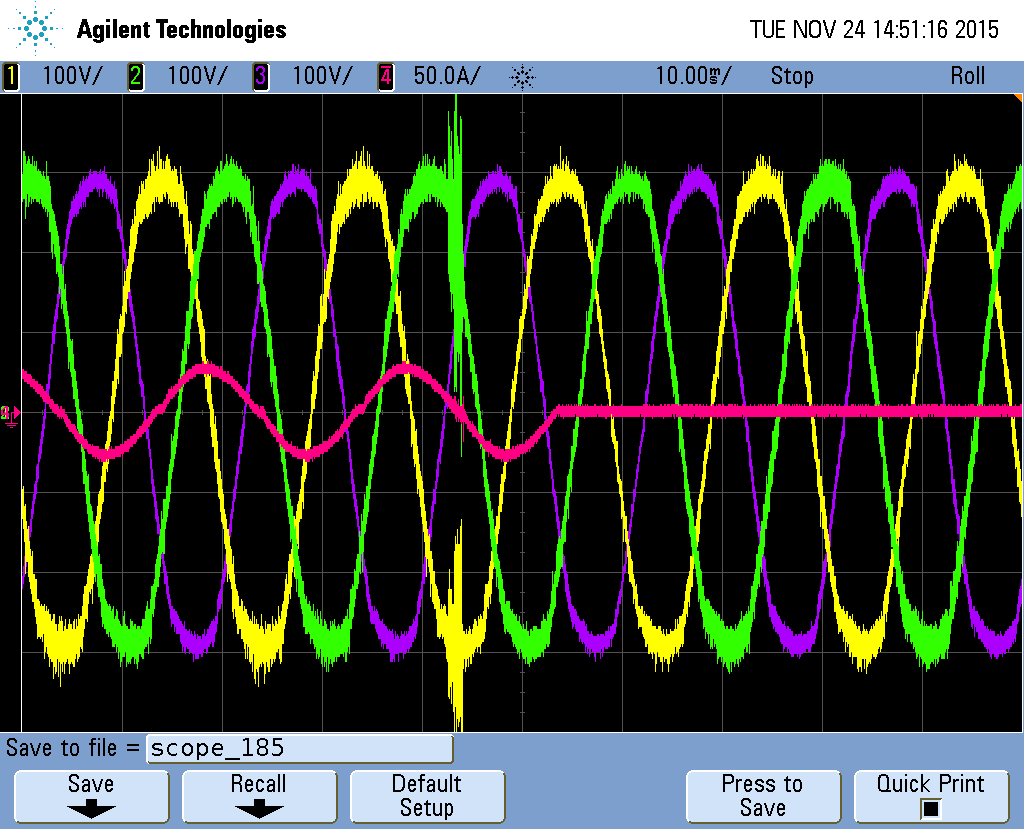 Agilent Technologies
TUE NOV 24 14:51:16 2015
1 100V/ 2 100V/ 3 100V/ 4 50.0A/ 10.00ms/ Stop Roll
Save to file = scope_185
Save
Recall
Default
Setup
Press to
Save
Quick Print